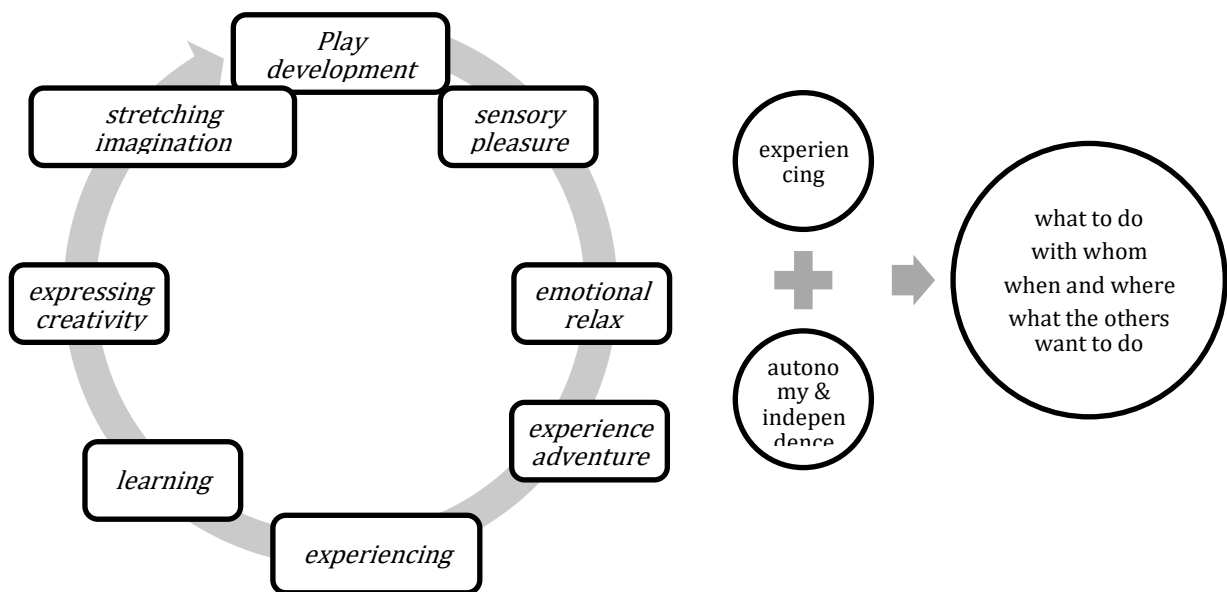 Play
development
sensory
pleasure
emotional
relax
experience
adventure
experiencing
learning
expressing
creativity
stretching
imagination
experien
cing
autono
my &
indepen
dence
what to do
with whom
when and where
what the others
want to do